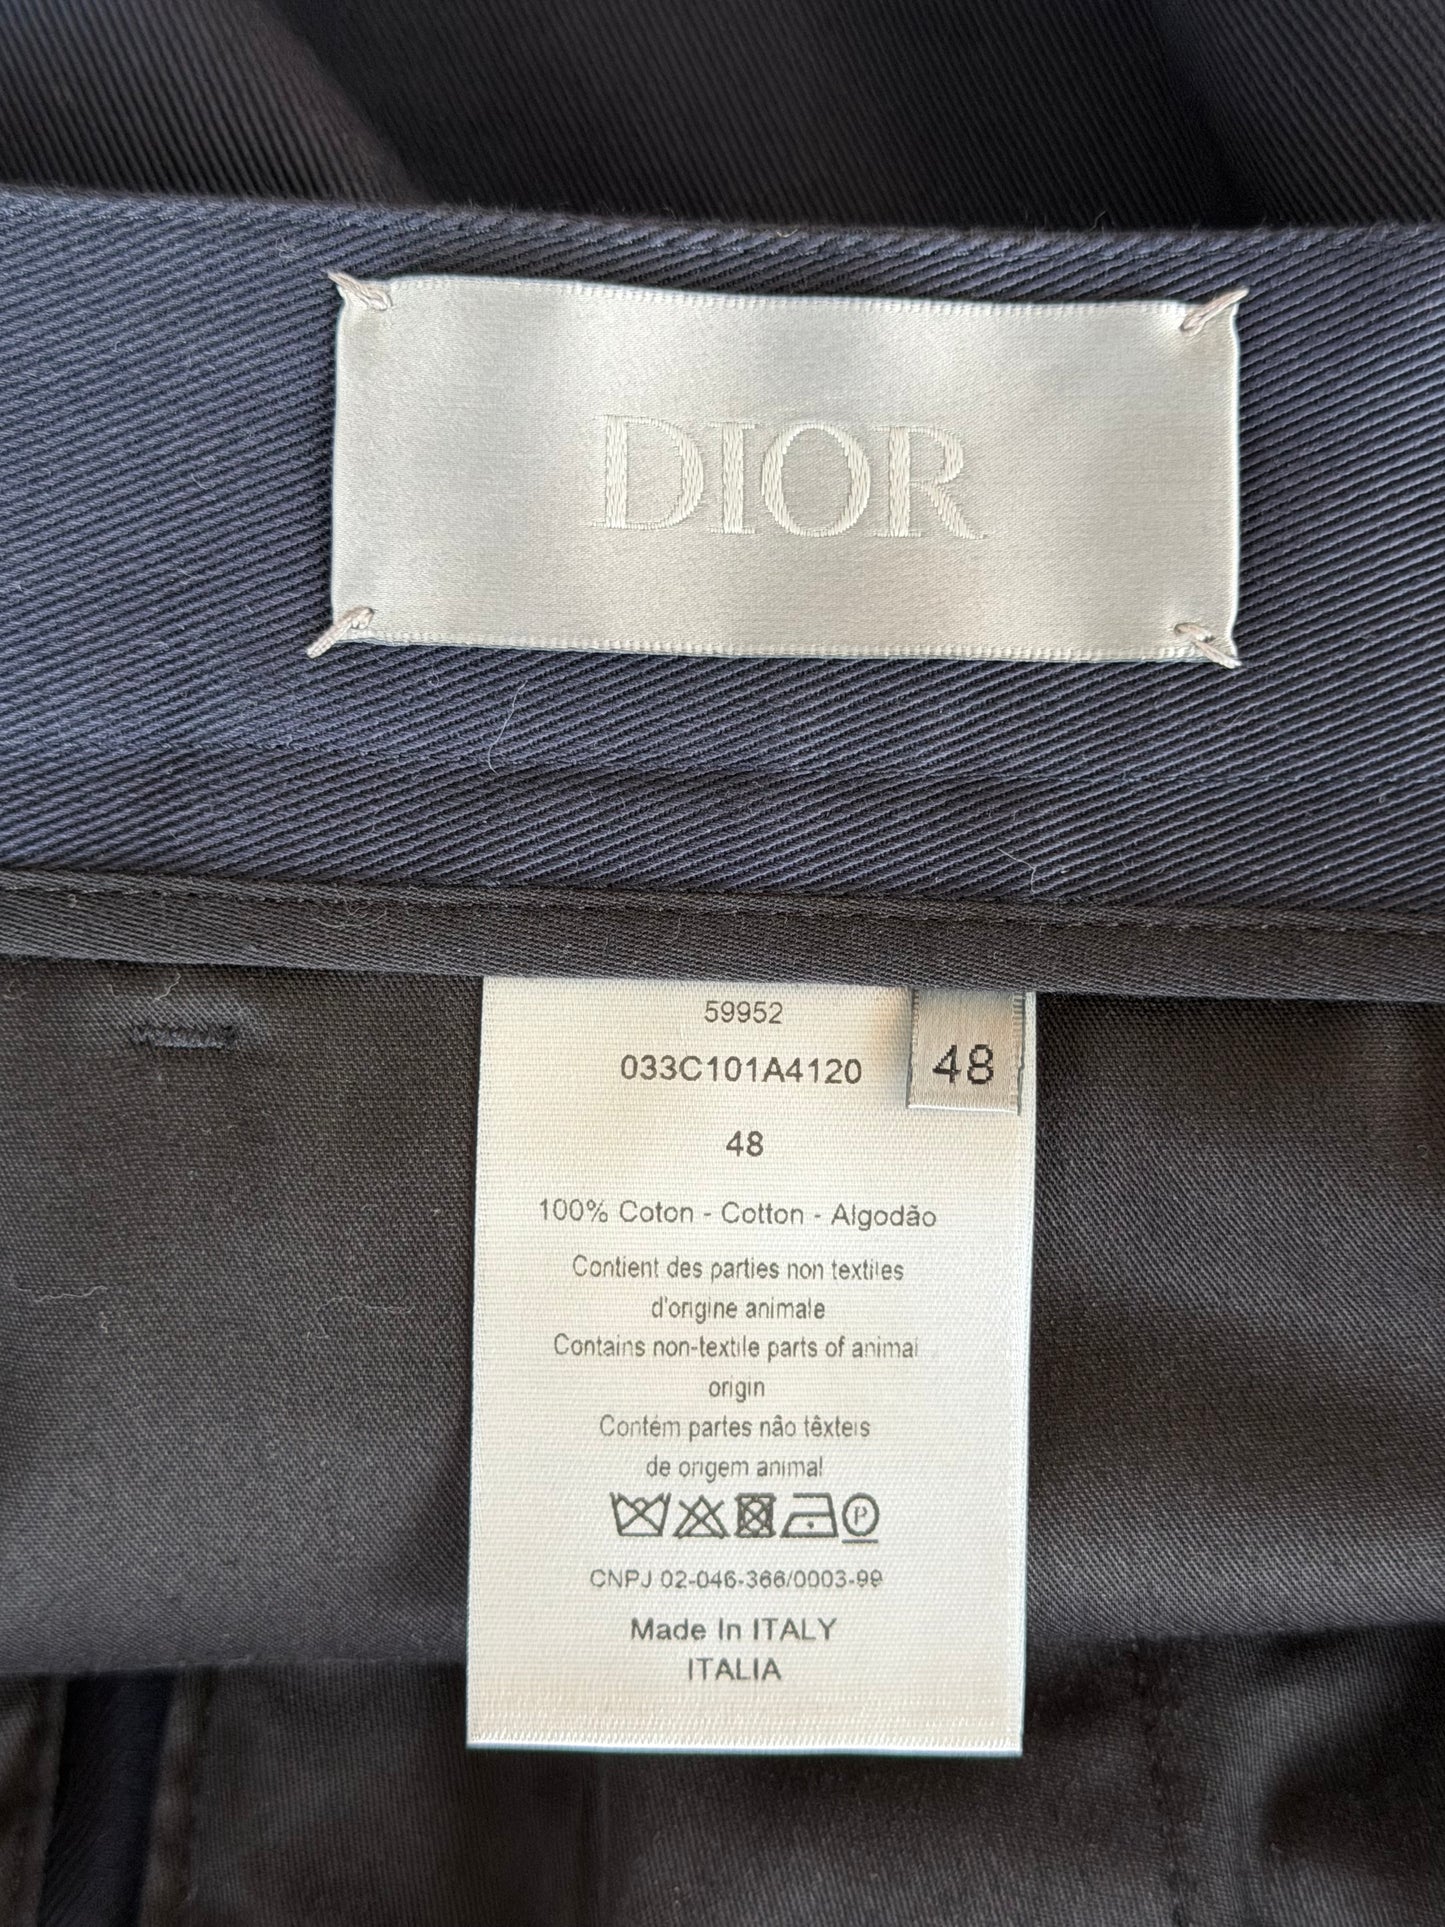 DIOR
59952
033C101A4120
48
48
100% Coton - Cotton - Algodão
Contient des parties non textiles
d'origine animale
Contains non-textile parts of animal
origin
Contém partes não têxteis
de origem animal
P
CNPJ 02-046-366/0003-99
Made In ITALY
ITALIA